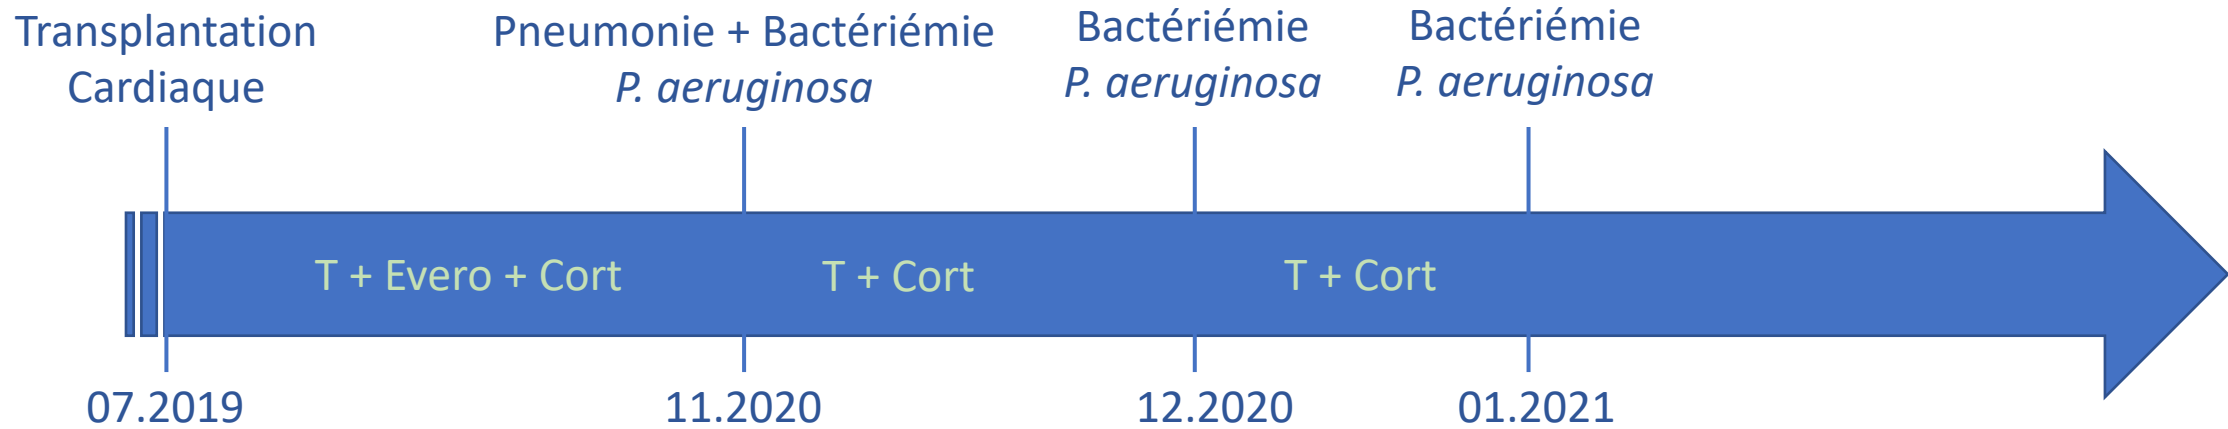 Transplantation
Cardiaque
Pneumonie + Bactériémie
P. aeruginosa
Bactériémie
P. aeruginosa
Bactériémie
P. aeruginosa
T + Evero + Cort
T + Cort
T + Cort
07.2019
11.2020
12.2020
01.2021